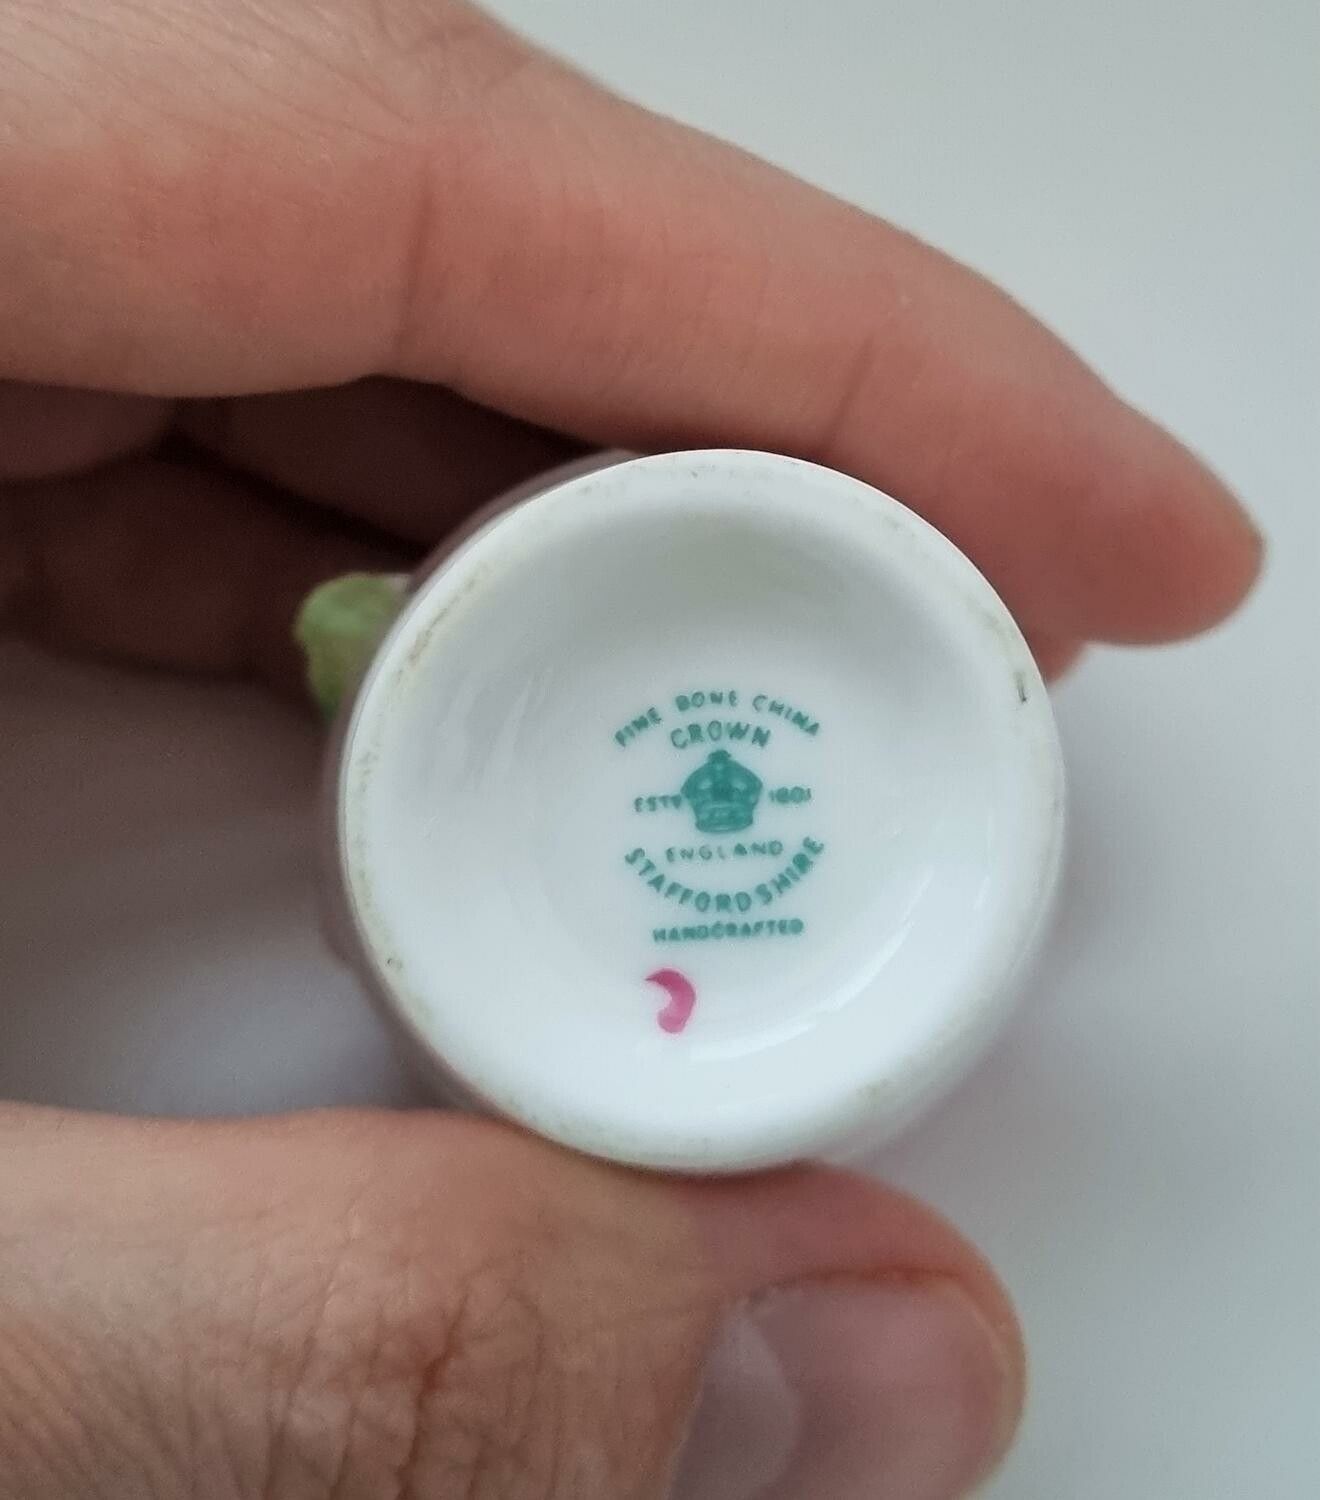 FINE BONE CHINA
CROWN
ESTD 1801
ENGLAND
STAFFORDSHIRE
HANDCRAFTED